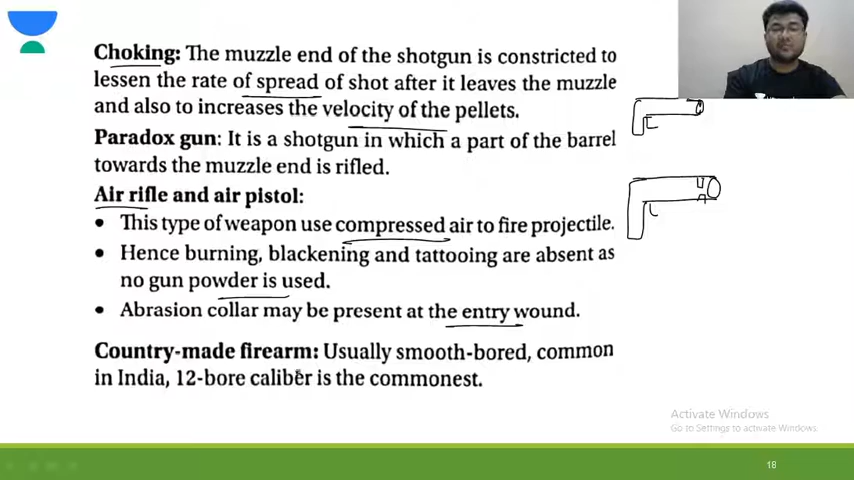 Choking: The muzzle end of the shotgun is constricted to
lessen the rate of spread of shot after it leaves the muzzle
and also to increases the velocity of the pellets.
Paradox gun: It is a shotgun in which a part of the barrel
towards the muzzle end is rifled.
Air rifle and air pistol:
• This type of weapon use compressed air to fire projectile.
• Hence burning, blackening and tattooing are absent as
no gun powder is used.
• Abrasion collar may be present at the entry wound.
Country-made firearm: Usually smooth-bored, common
in India, 12-bore caliber is the commonest.
Activate Windows
Go to Settings to activate Windows.
18